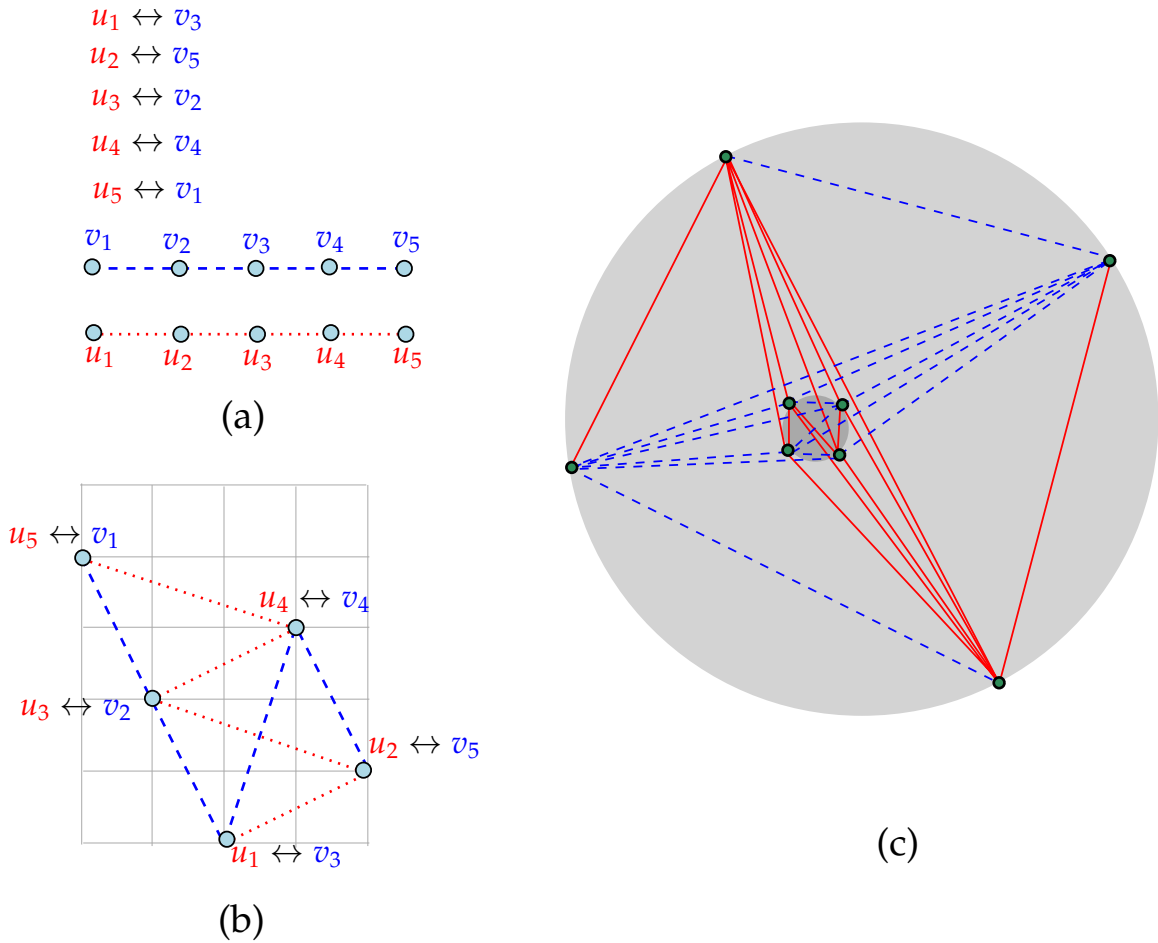 u₁ ↔ v₃
u₂ ↔ v₅
u₃ ↔ v₂
u₄ ↔ v₄
u₅ ↔ v₁
v₁ v₂ v₃ v₄ v₅
u₁ u₂ u₃ u₄ u₅
(a)
u₅ ↔ v₁
u₄ ↔ v₄
u₃ ↔ v₂
u₂ ↔ v₅
u₁ ↔ v₃
(b)
(c)